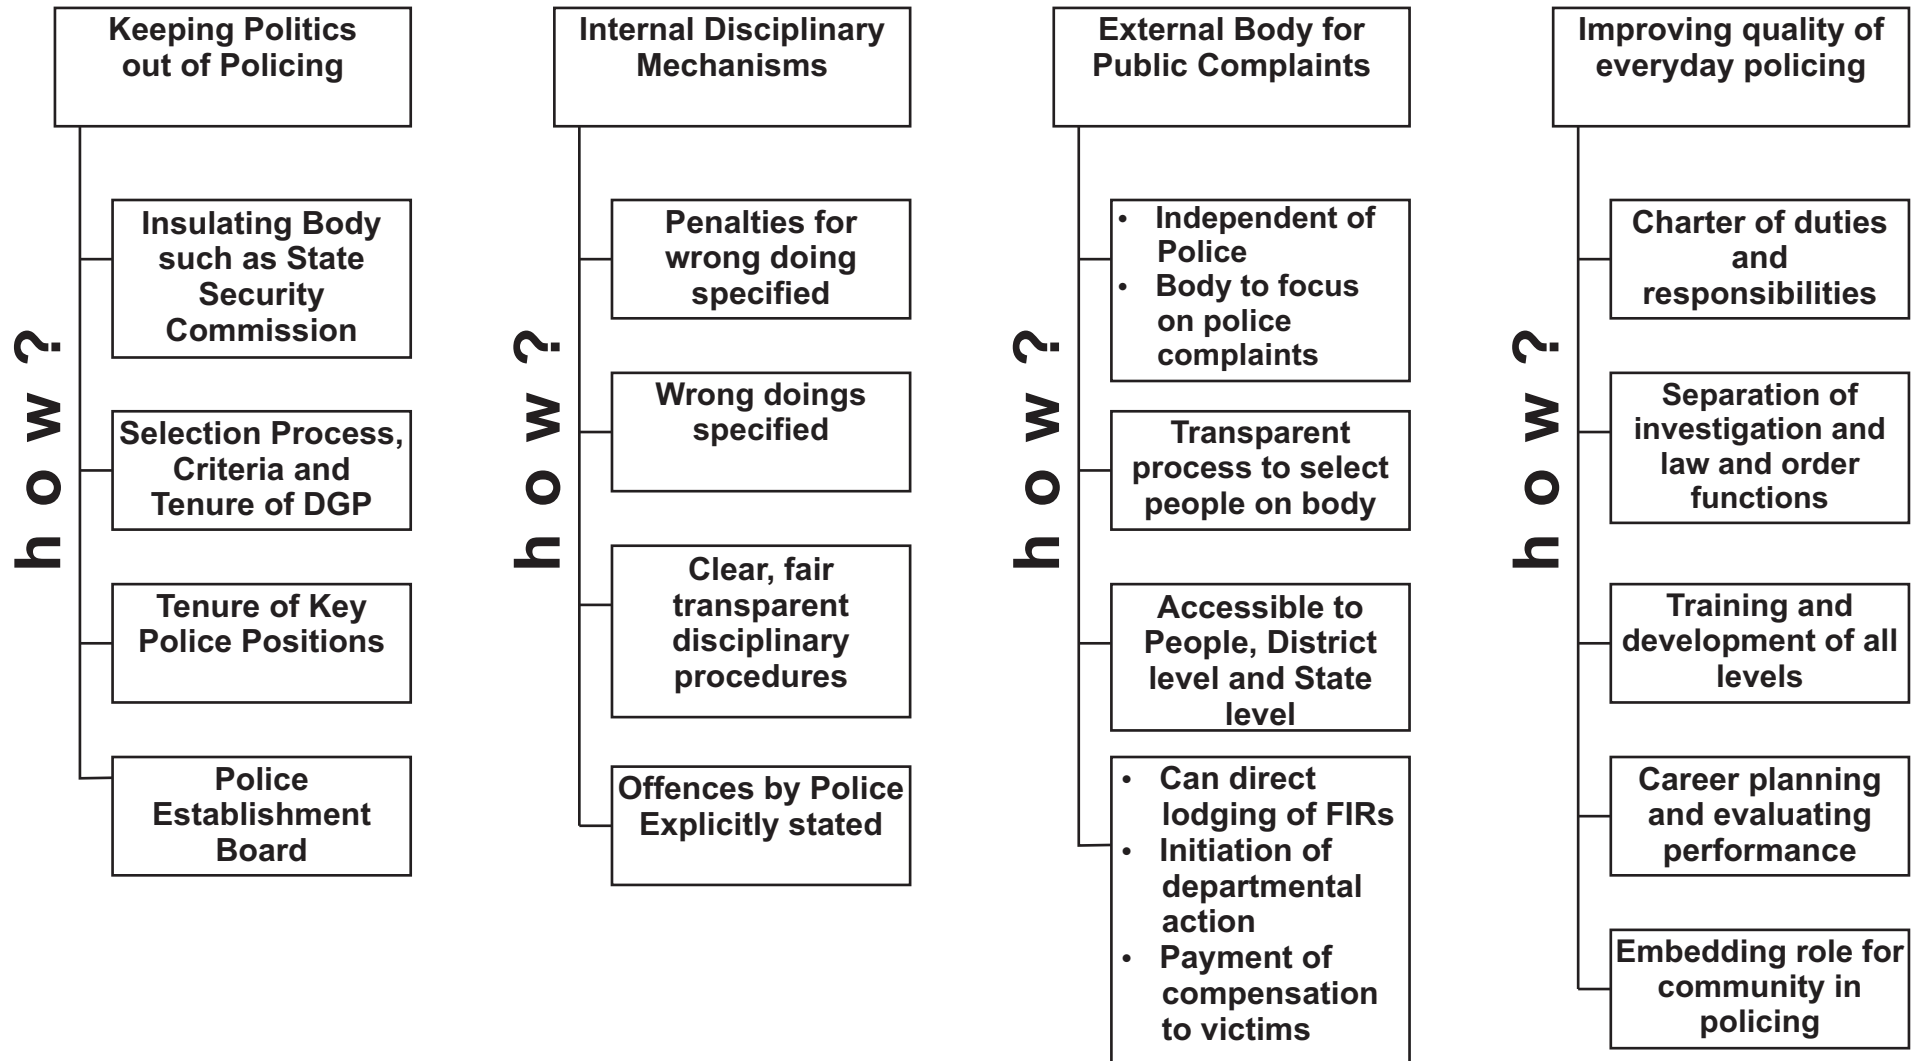 Keeping Politics
out of Policing
how?
Insulating Body
such as State
Security
Commission
Selection Process,
Criteria and
Tenure of DGP
Tenure of Key
Police Positions
Police
Establishment
Board
Internal Disciplinary
Mechanisms
how?
Penalties for
wrong doing
specified
Wrong doings
specified
Clear, fair
transparent
disciplinary
procedures
Offences by Police
Explicitly stated
External Body for
Public Complaints
how?
• Independent of
Police
• Body to focus
on police
complaints
Transparent
process to select
people on body
Accessible to
People, District
level and State
level
• Can direct
lodging of FIRs
• Initiation of
departmental
action
• Payment of
compensation
to victims
Improving quality of
everyday policing
how?
Charter of duties
and
responsibilities
Separation of
investigation and
law and order
functions
Training and
development of all
levels
Career planning
and evaluating
performance
Embedding role for
community in
policing